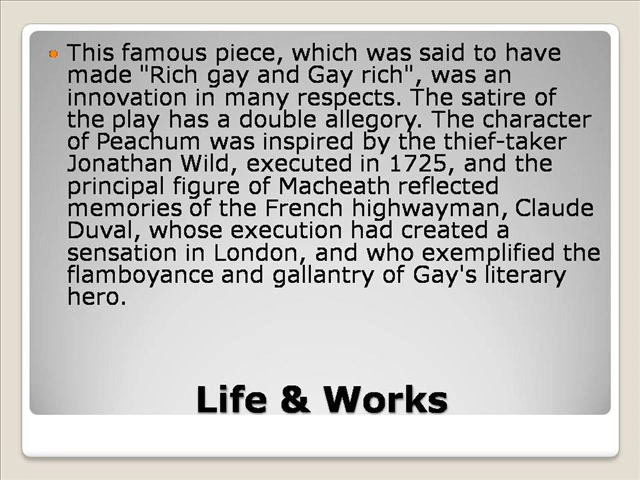 This famous piece, which was said to have
made "Rich gay and Gay rich", was an
innovation in many respects. The satire of
the play has a double allegory. The character
of Peachum was inspired by the thief-taker
Jonathan Wild, executed in 1725, and the
principal figure of Macheath reflected
memories of the French highwayman, Claude
Duval, whose execution had created a
sensation in London, and who exemplified the
flamboyance and gallantry of Gay's literary
hero.
Life & Works